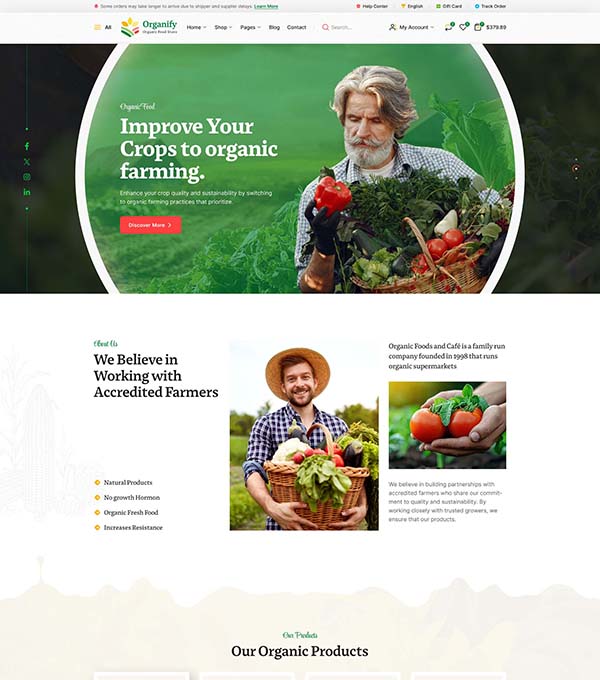 Some orders may take longer to arrive due to shipper and supplier delays. Learn More
Help Center
English
Gift Card
Track Order
All
Organify
Organic Food Store
Home
Shop
Pages
Blog
Contact
Search...
My Account
$379.89
Organic Food
Improve Your
Crops to organic
farming.
Enhance your crop quality and sustainability by switching
to organic farming practices that prioritize.
Discover More
About Us
We Believe in
Working with
Accredited Farmers
Natural Products
No growth Hormon
Organic Fresh Food
Increases Resistance
Organic Foods and Café is a family run
company founded in 1998 that runs
organic supermarkets
We believe in building partnerships with
accredited farmers who share our commit-
ment to quality and sustainability. By
working closely with trusted growers, we
ensure that our products.
Our Products
Our Organic Products